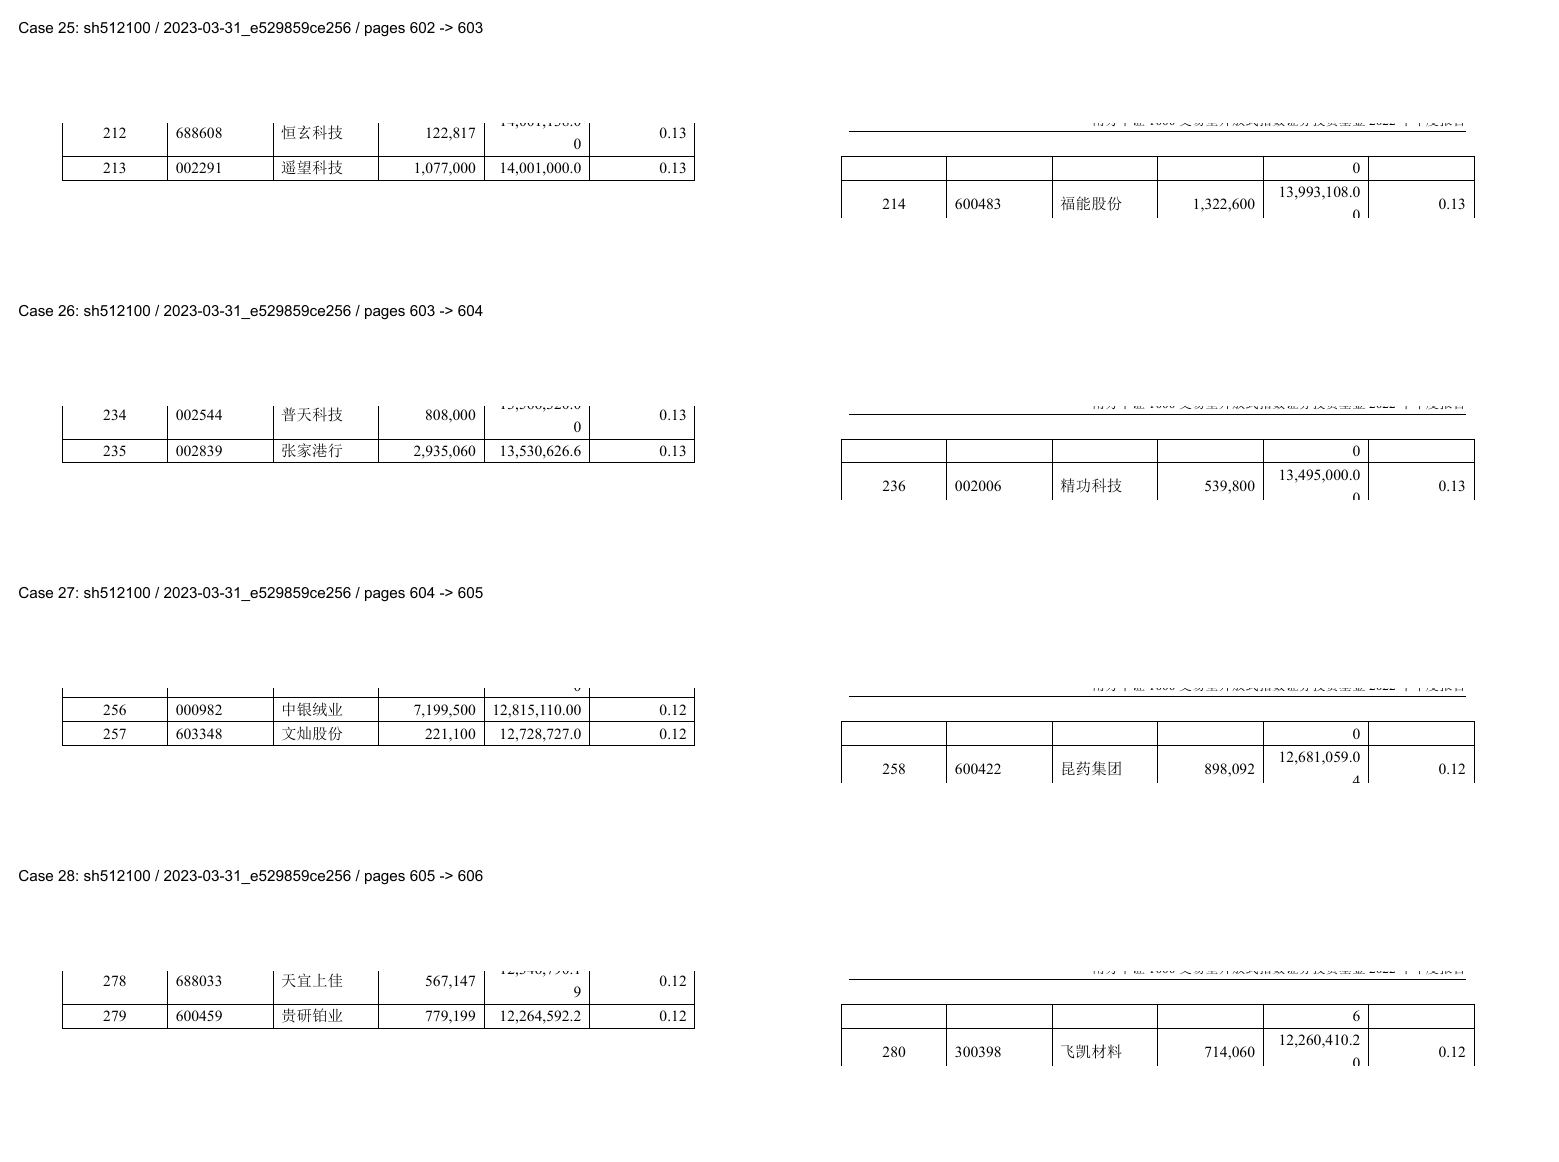 Case 25: sh512100 / 2023-03-31_e529859ce256 / pages 602 -> 603
212 688608 恒玄科技 122,817 0 0.13
213 002291 遥望科技 1,077,000 14,001,000.0 0.13
0
214 600483 福能股份 1,322,600 13,993,108.0 0.13
0
Case 26: sh512100 / 2023-03-31_e529859ce256 / pages 603 -> 604
234 002544 普天科技 808,000 0 0.13
235 002839 张家港行 2,935,060 13,530,626.6 0.13
0
236 002006 精功科技 539,800 13,495,000.0 0.13
0
Case 27: sh512100 / 2023-03-31_e529859ce256 / pages 604 -> 605
256 000982 中银绒业 7,199,500 12,815,110.00 0.12
257 603348 文灿股份 221,100 12,728,727.0 0.12
0
258 600422 昆药集团 898,092 12,681,059.0 0.12
4
Case 28: sh512100 / 2023-03-31_e529859ce256 / pages 605 -> 606
278 688033 天宜上佳 567,147 9 0.12
279 600459 贵研铂业 779,199 12,264,592.2 0.12
6
280 300398 飞凯材料 714,060 12,260,410.2 0.12
0